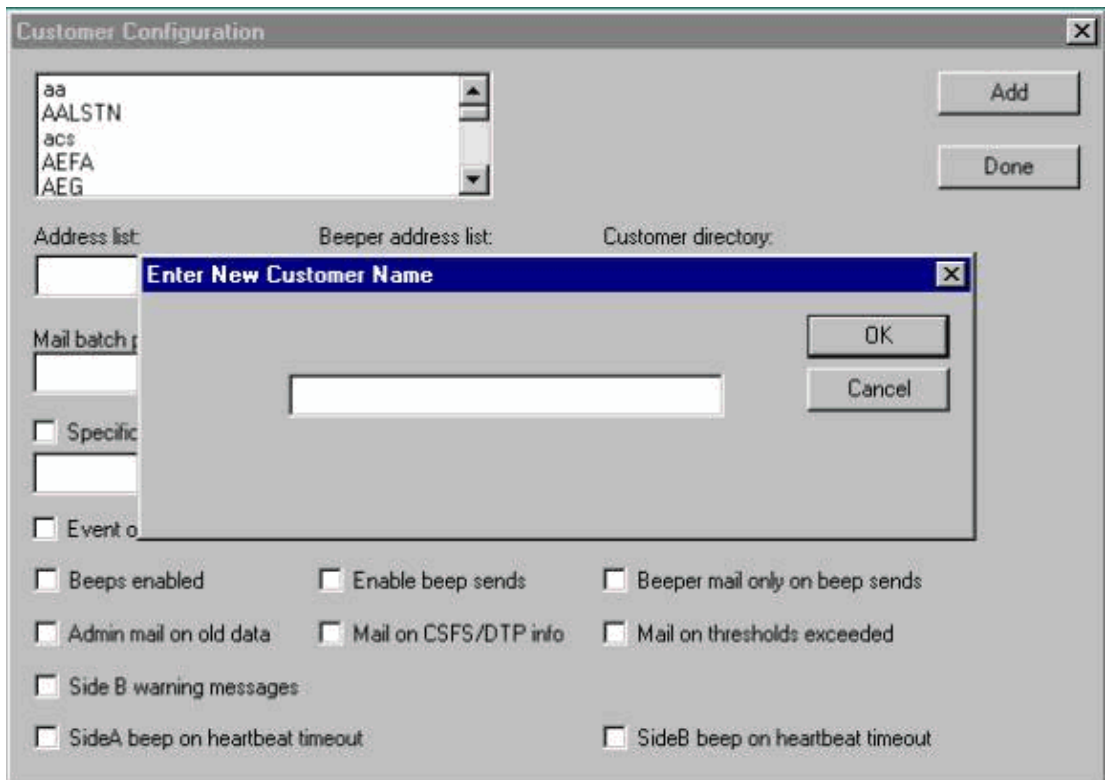 Customer Configuration
aa
AALSTN
acs
AEFA
AEG
Add
Done
Address list:
Beeper address list:
Customer directory:
Enter New Customer Name
OK
Cancel
Mail batch
Specific
Event
Beeps enabled
Enable beep sends
Beeper mail only on beep sends
Admin mail on old data
Mail on CSFS/DTP info
Mail on thresholds exceeded
Side B warning messages
SideA beep on heartbeat timeout
SideB beep on heartbeat timeout